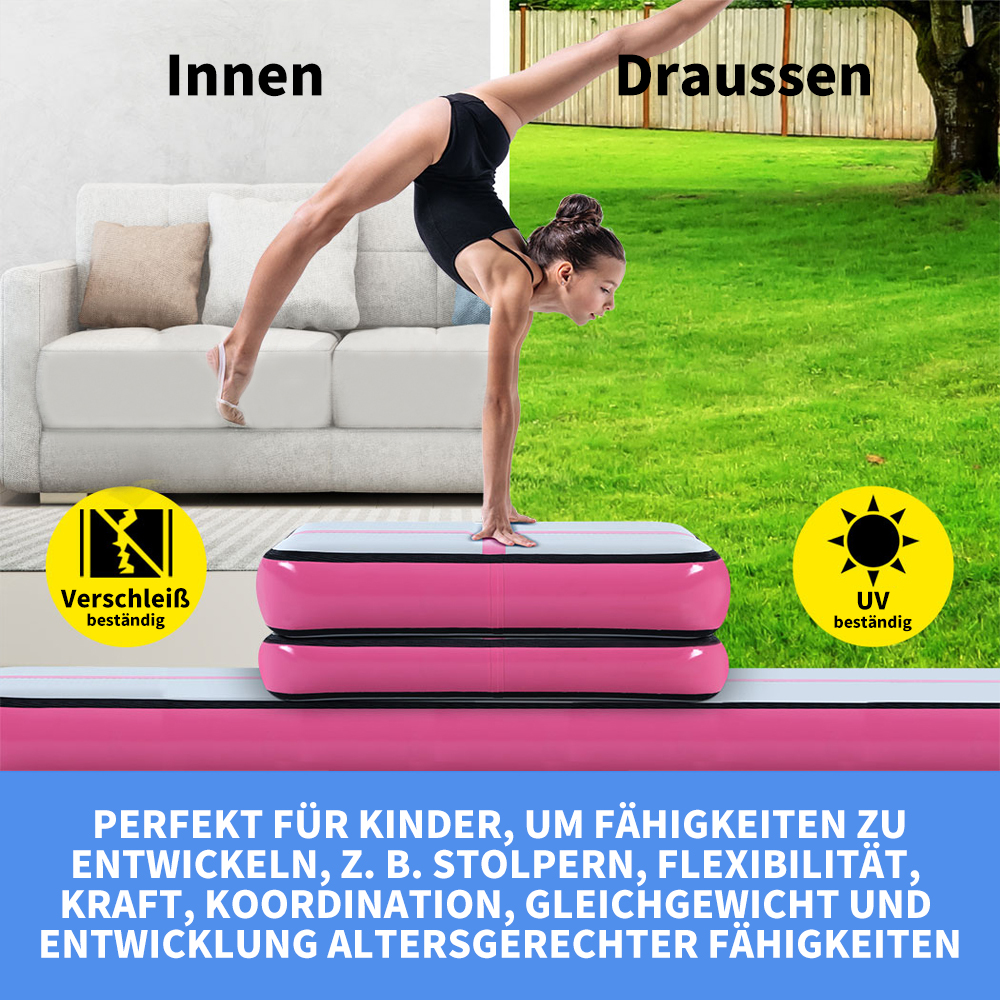 Innen
Draussen
Verschleiß
beständig
UV
beständig
PERFEKT FÜR KINDER, UM FÄHIGKEITEN ZU
ENTWICKELN, Z. B. STOLPERN, FLEXIBILITÄT,
KRAFT, KOORDINATION, GLEICHGEWICHT UND
ENTWICKLUNG ALTERSGERECHTER FÄHIGKEITEN